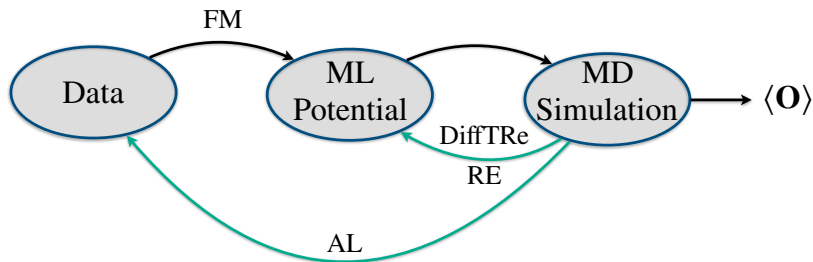 FM
Data
ML
Potential
MD
Simulation
⟨O⟩
DiffTRe
RE
AL